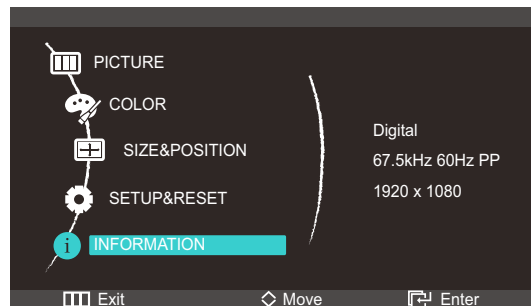 PICTURE
COLOR
SIZE&POSITION
SETUP&RESET
i INFORMATION
Digital
67.5kHz 60Hz PP
1920 x 1080
Exit Move Enter